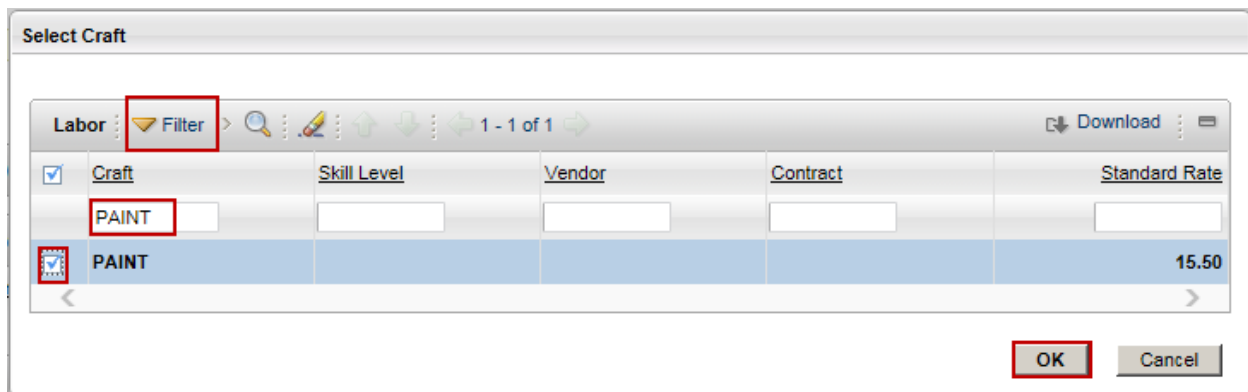 Select Craft
Labor Filter 1 - 1 of 1 Download
Craft Skill Level Vendor Contract Standard Rate
PAINT
PAINT 15.50
OK Cancel